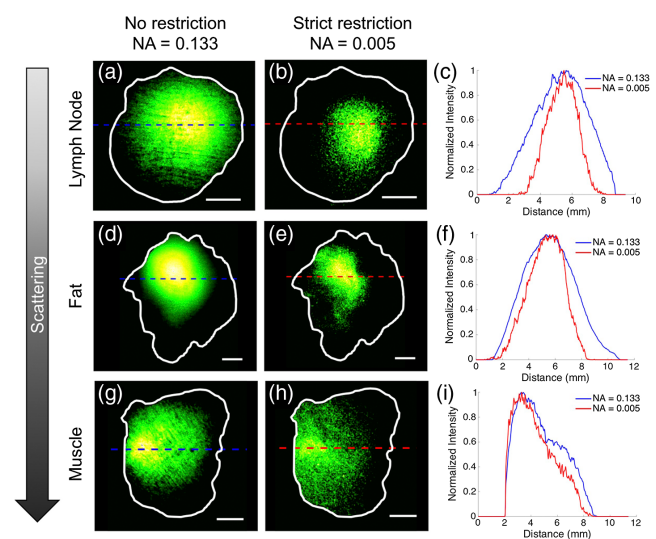 No restriction
NA = 0.133
Strict restriction
NA = 0.005
Scattering
Lymph Node
(a)
(b)
(c)
Normalized Intensity
1
0.8
0.6
0.4
0.2
0
0 2 4 6 8 10
Distance (mm)
NA = 0.133
NA = 0.005
Fat
(d)
(e)
(f)
Normalized Intensity
1
0.8
0.6
0.4
0.2
0
0 2 4 6 8 10 12
Distance (mm)
NA = 0.133
NA = 0.005
Muscle
(g)
(h)
(i)
Normalized Intensity
1
0.8
0.6
0.4
0.2
0
0 2 4 6 8 10 12
Distance (mm)
NA = 0.133
NA = 0.005